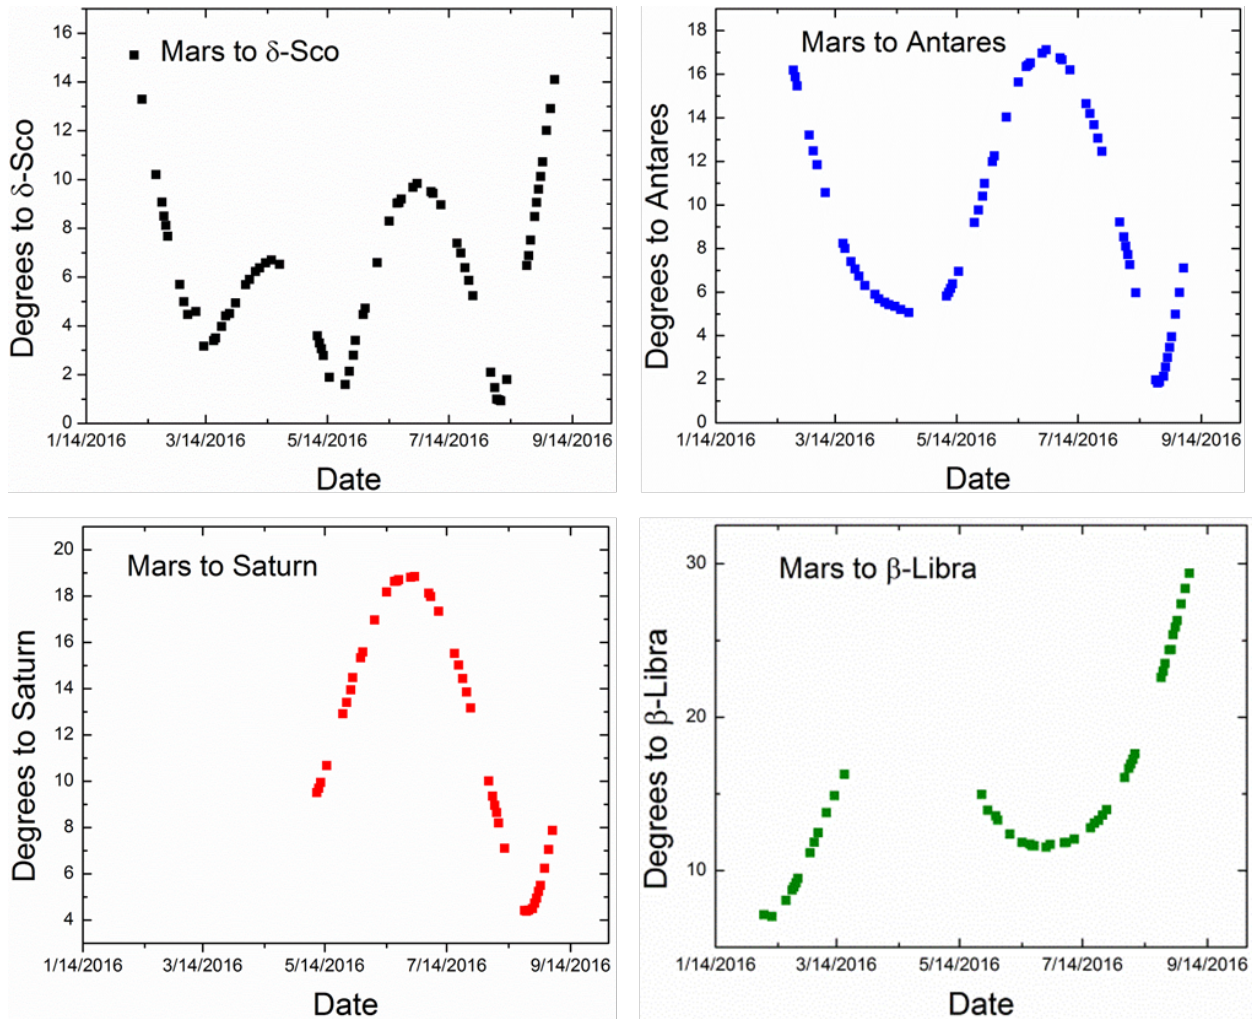 Mars to δ-Sco
Degrees to δ-Sco
16
14
12
10
8
6
4
2
0
1/14/2016 3/14/2016 5/14/2016 7/14/2016 9/14/2016
Date
Mars to Antares
Degrees to Antares
18
16
14
12
10
8
6
4
2
0
1/14/2016 3/14/2016 5/14/2016 7/14/2016 9/14/2016
Date
Mars to Saturn
Degrees to Saturn
20
18
16
14
12
10
8
6
4
1/14/2016 3/14/2016 5/14/2016 7/14/2016 9/14/2016
Date
Mars to β-Libra
Degrees to β-Libra
30
20
10
1/14/2016 3/14/2016 5/14/2016 7/14/2016 9/14/2016
Date